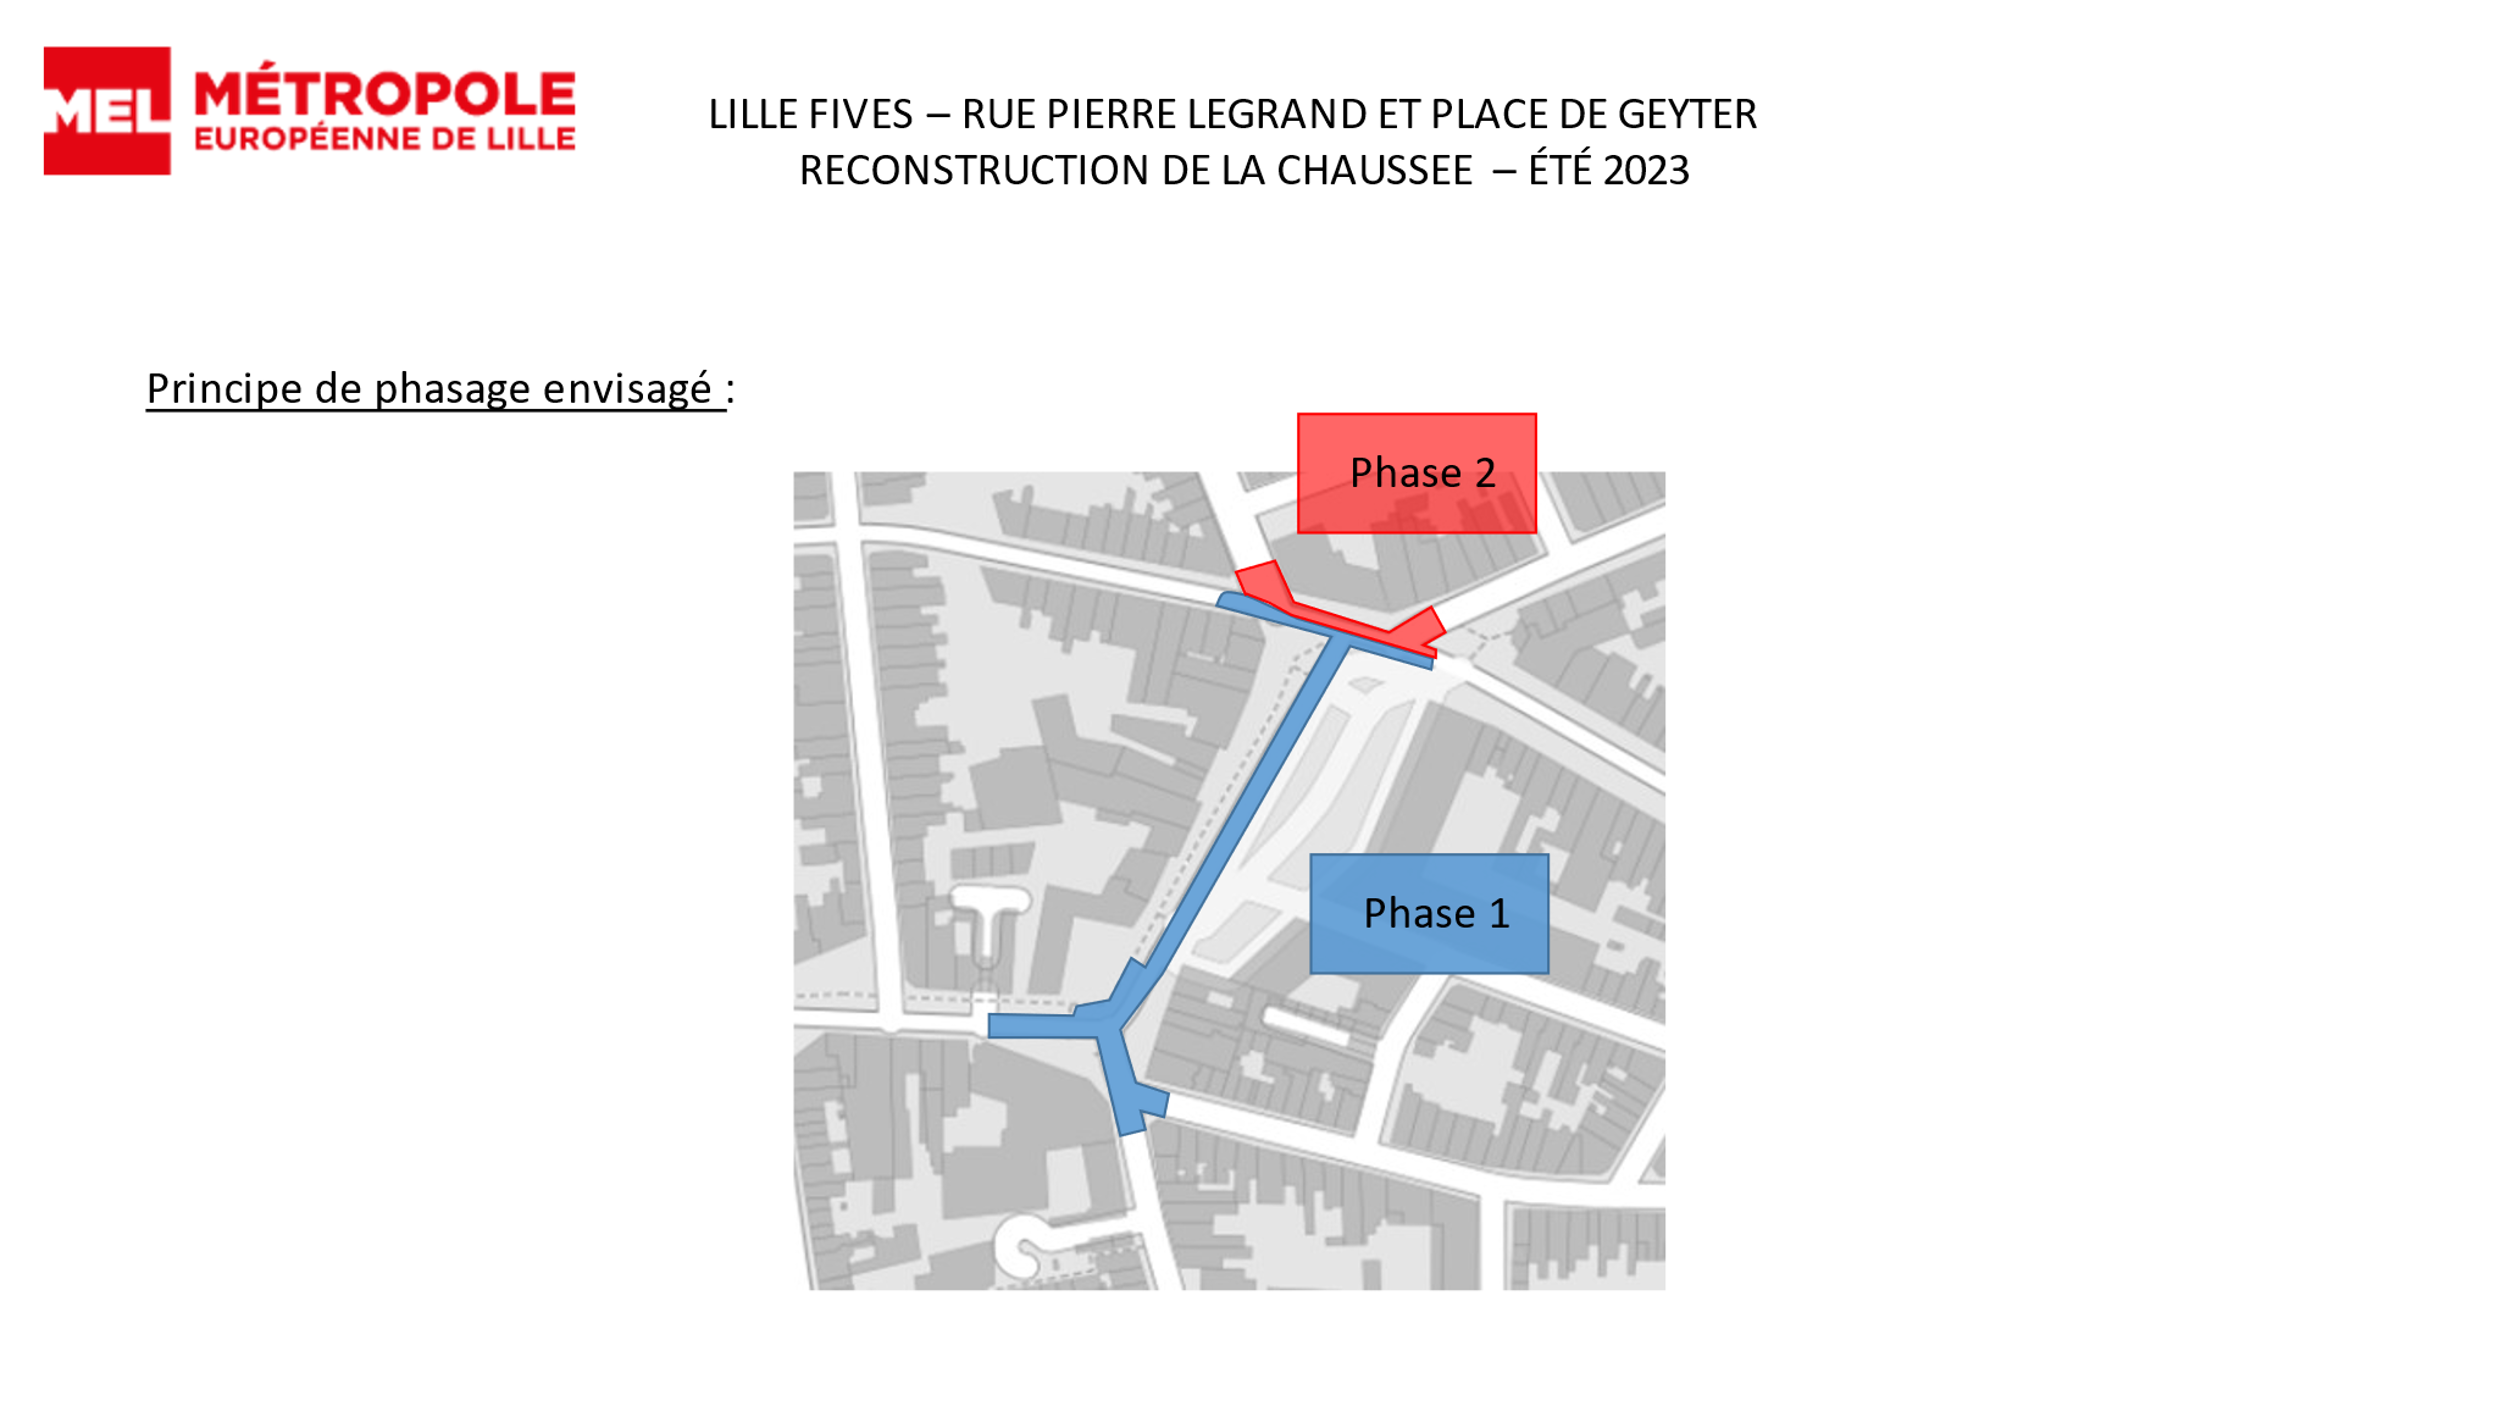 MEL
MÉTROPOLE
EUROPÉENNE DE LILLE
LILLE FIVES – RUE PIERRE LEGRAND ET PLACE DE GEYTER
RECONSTRUCTION DE LA CHAUSSEE – ÉTÉ 2023
Principe de phasage envisagé :
Phase 2
Phase 1